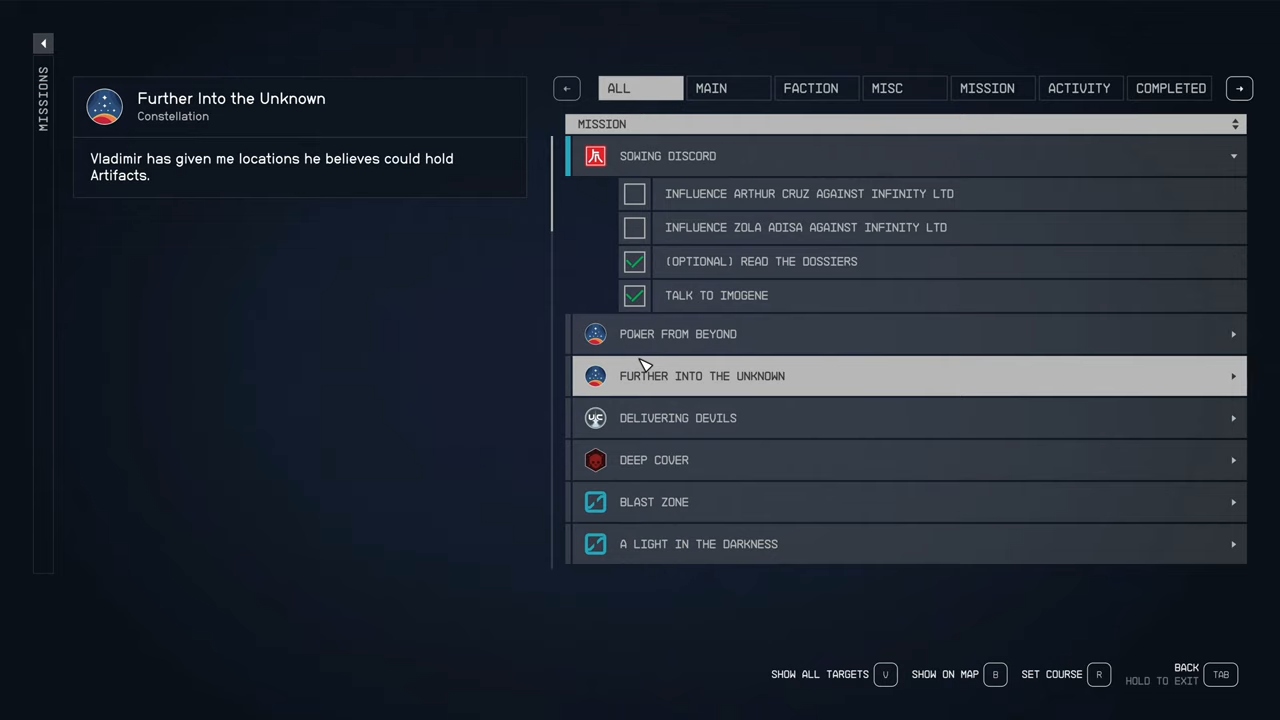 MISSIONS
Further Into the Unknown
Constellation
Vladimir has given me locations he believes could hold
Artifacts.
ALL
MAIN
FACTION
MISC
MISSION
ACTIVITY
COMPLETED
MISSION
SOWING DISCORD
INFLUENCE ARTHUR CRUZ AGAINST INFINITY LTD
INFLUENCE ZOLA ADISA AGAINST INFINITY LTD
(OPTIONAL) READ THE DOSSIERS
TALK TO IMOGENE
POWER FROM BEYOND
FURTHER INTO THE UNKNOWN
UC
DELIVERING DEVILS
DEEP COVER
BLAST ZONE
A LIGHT IN THE DARKNESS
SHOW ALL TARGETS V
SHOW ON MAP B
SET COURSE R
BACK
HOLD TO EXIT
TAB